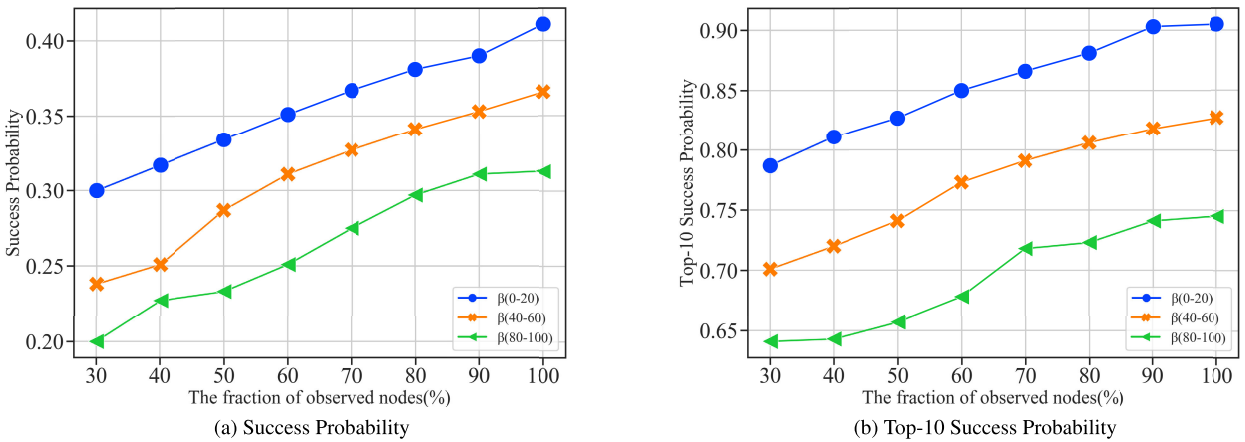 Success Probability
0.40
0.35
0.30
0.25
0.20
β(0-20)
β(40-60)
β(80-100)
30 40 50 60 70 80 90 100
The fraction of observed nodes(%)
(a) Success Probability
Top-10 Success Probability
0.90
0.85
0.80
0.75
0.70
0.65
β(0-20)
β(40-60)
β(80-100)
30 40 50 60 70 80 90 100
The fraction of observed nodes(%)
(b) Top-10 Success Probability